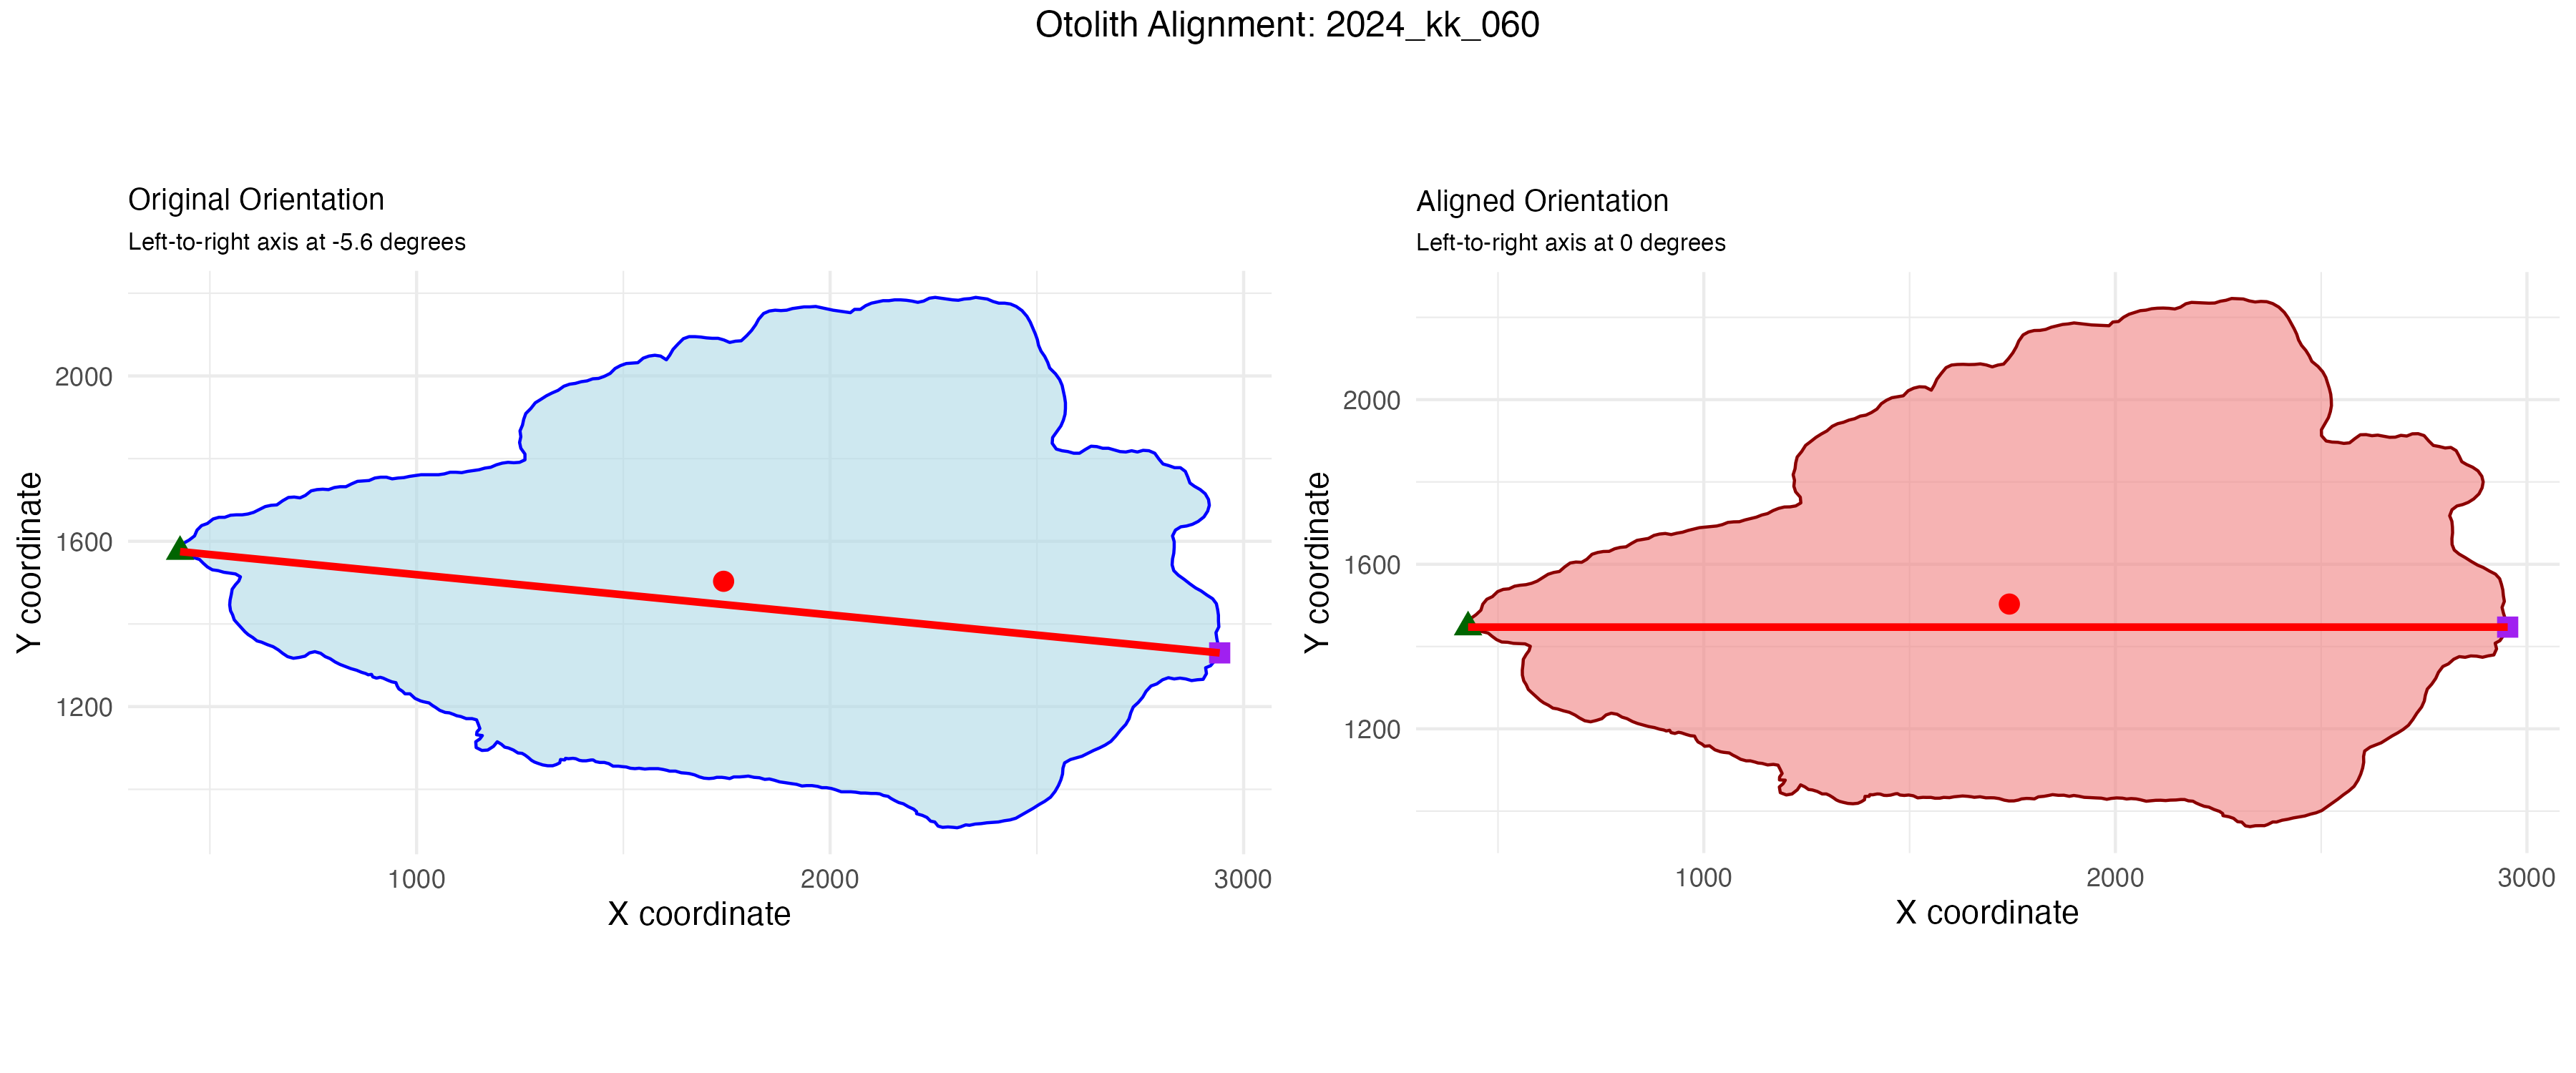 Otolith Alignment: 2024_kk_060
Original Orientation
Left-to-right axis at -5.6 degrees
Y coordinate
2000
1600
1200
1000
2000
3000
X coordinate
Aligned Orientation
Left-to-right axis at 0 degrees
Y coordinate
2000
1600
1200
1000
2000
3000
X coordinate